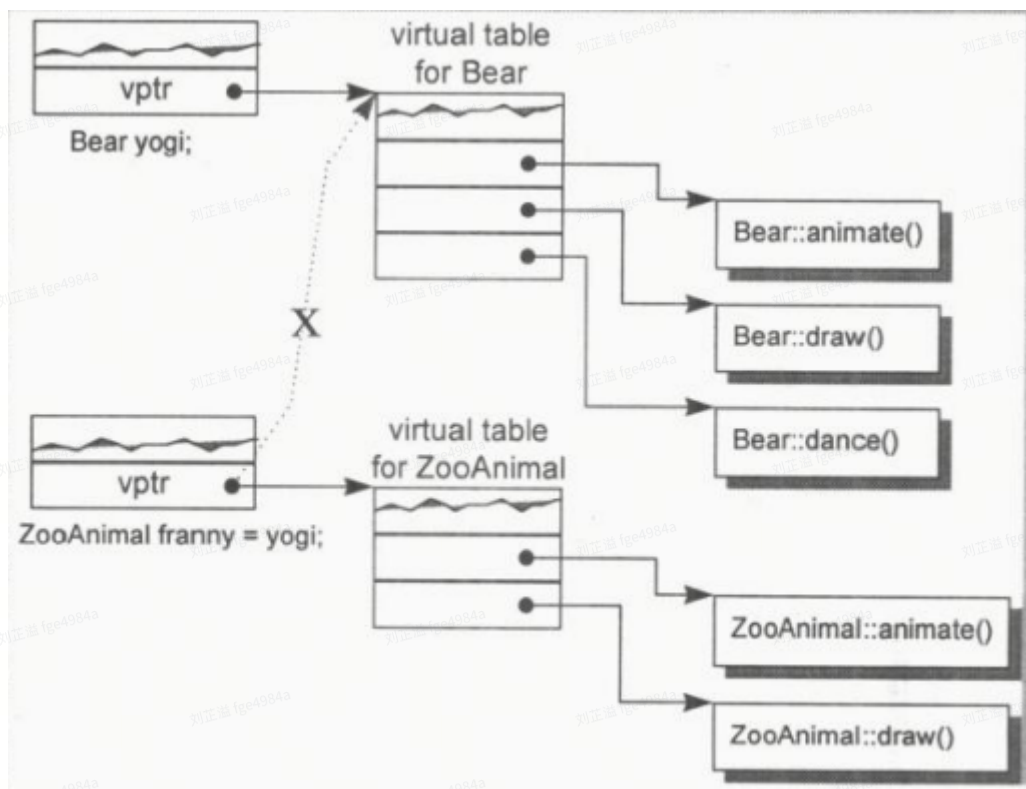 virtual table
for Bear
vptr
Bear yogi;
Bear::animate()
Bear::draw()
Bear::dance()
X
virtual table
for ZooAnimal
vptr
ZooAnimal franny = yogi;
ZooAnimal::animate()
ZooAnimal::draw()